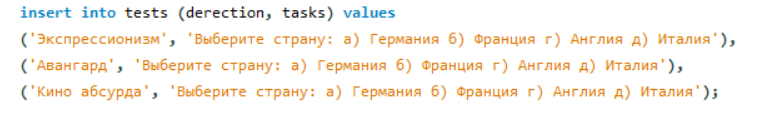 insert into tests (derection, tasks) values
('Экспрессионизм', 'Выберите страну: а) Германия б) Франция г) Англия д) Италия'),
('Авангард', 'Выберите страну: а) Германия б) Франция г) Англия д) Италия'),
('Кино абсурда', 'Выберите страну: а) Германия б) Франция г) Англия д) Италия');